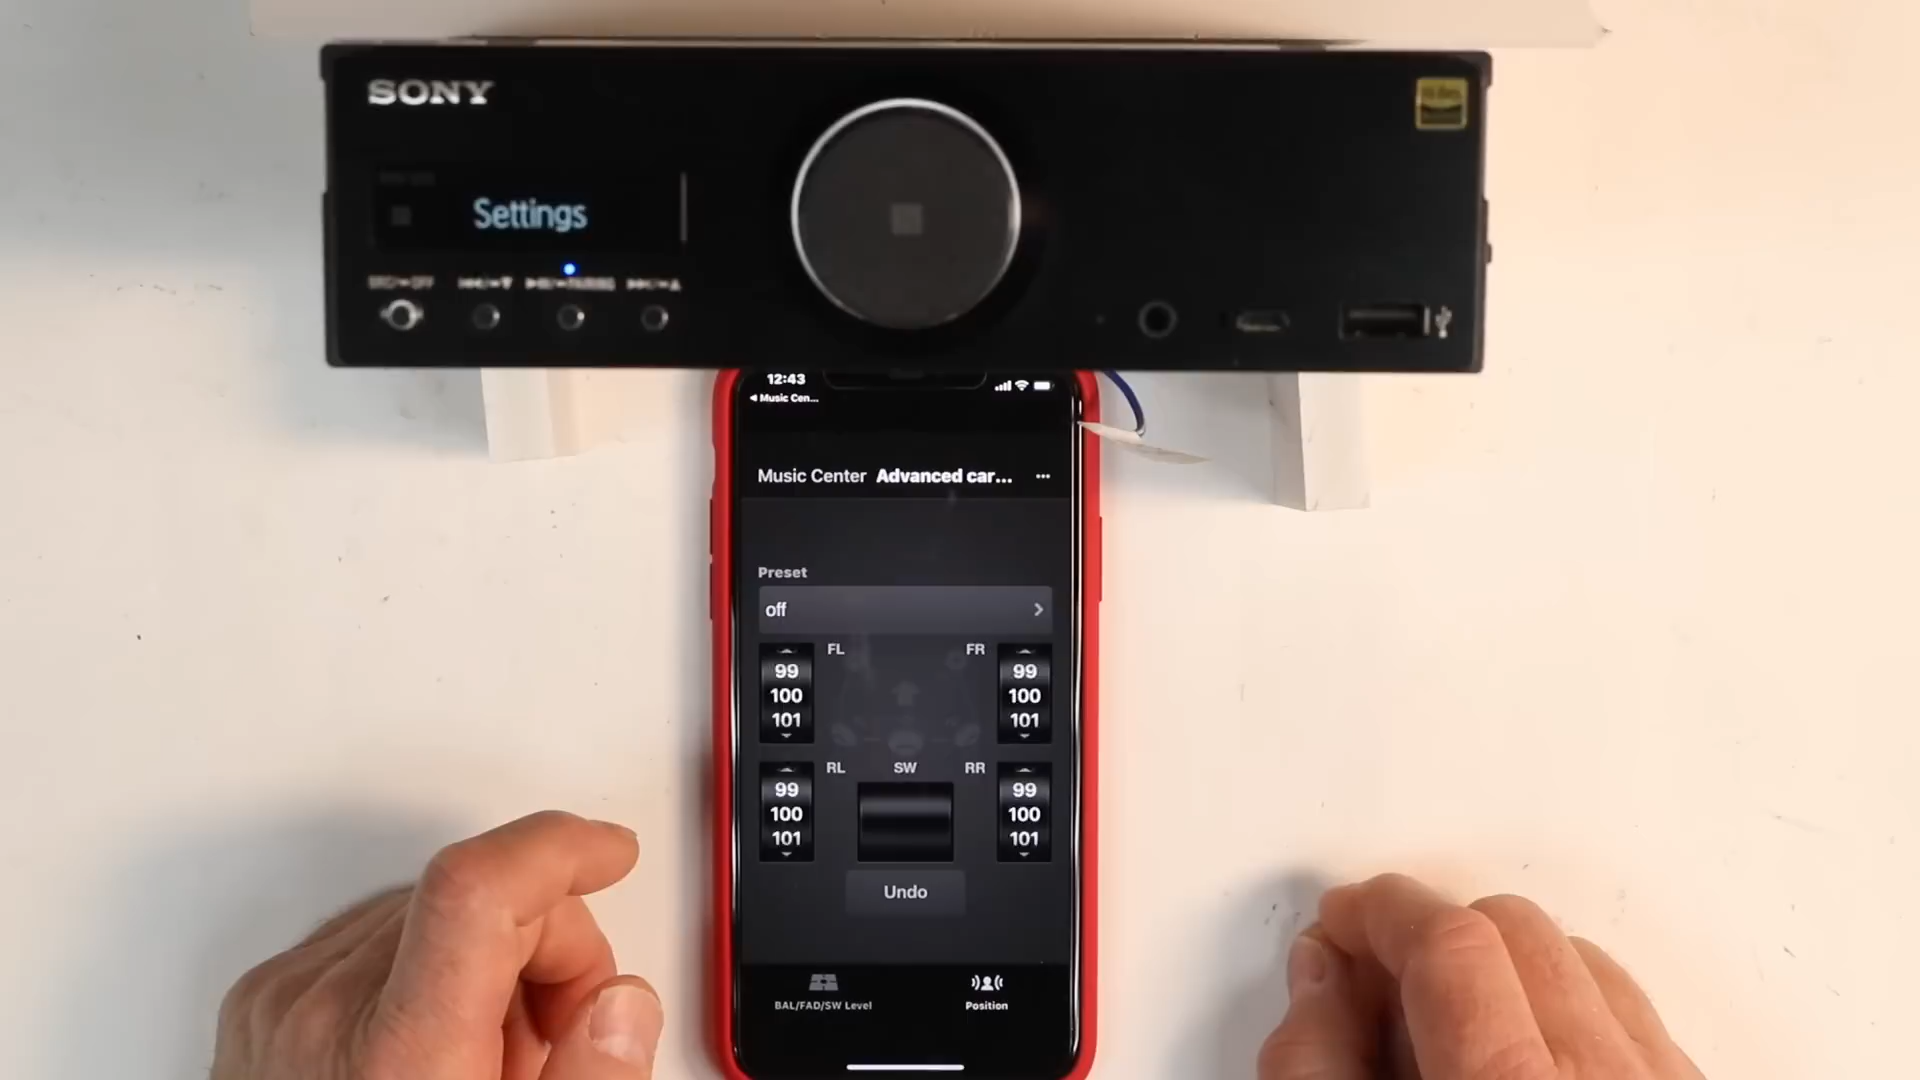 SONY
Settings
12:43
Music Cen...
Music Center Advanced car... ...
Preset
off
FL FR
99 99
100 100
101 101
RL SW RR
99 99
100 100
101 101
Undo
BAL/FAD/SW Level Position